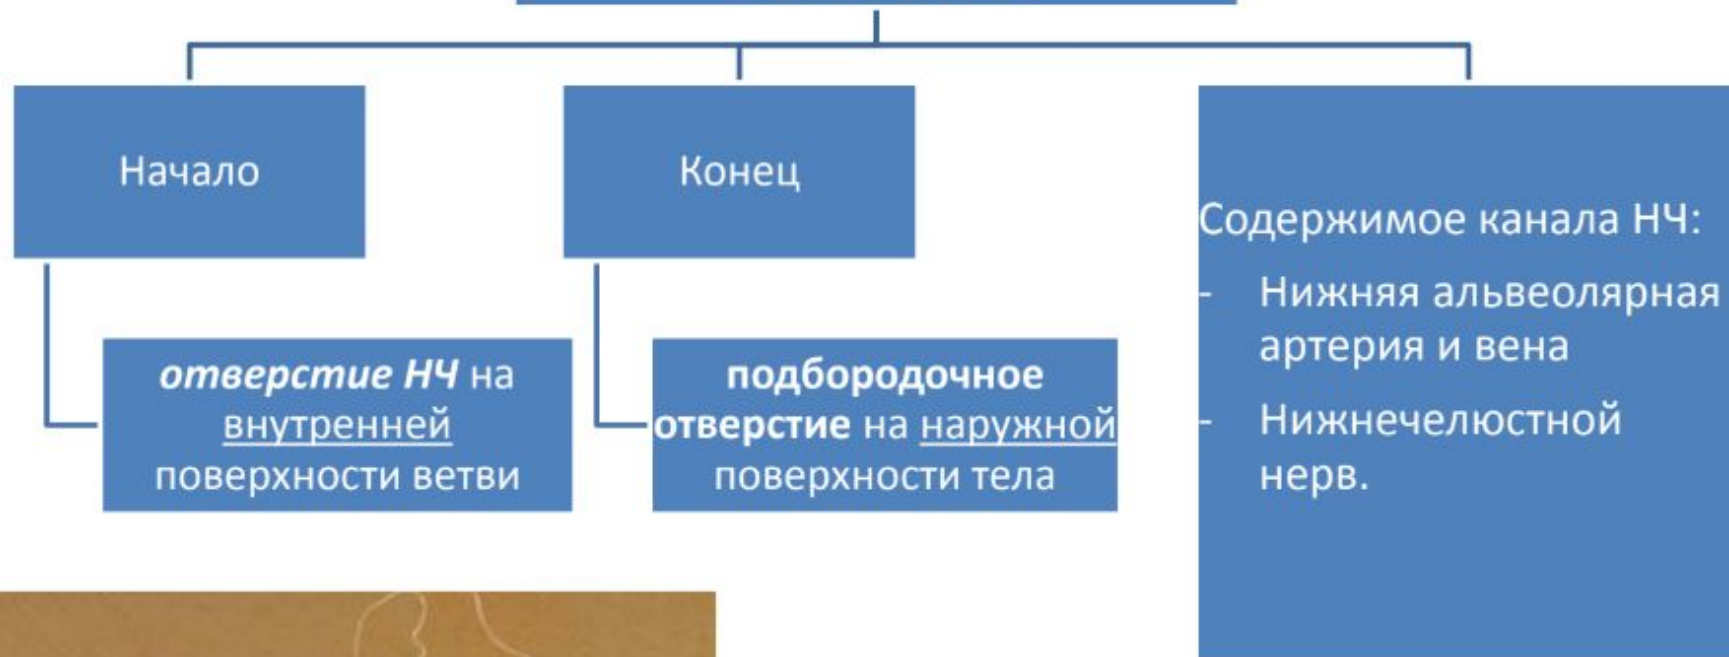 Начало
отверстие НЧ на
внутренней
поверхности ветви
Конец
подбородочное
отверстие на наружной
поверхности тела
Содержимое канала НЧ:
- Нижняя альвеолярная
артерия и вена
- Нижнечелюстной
нерв.